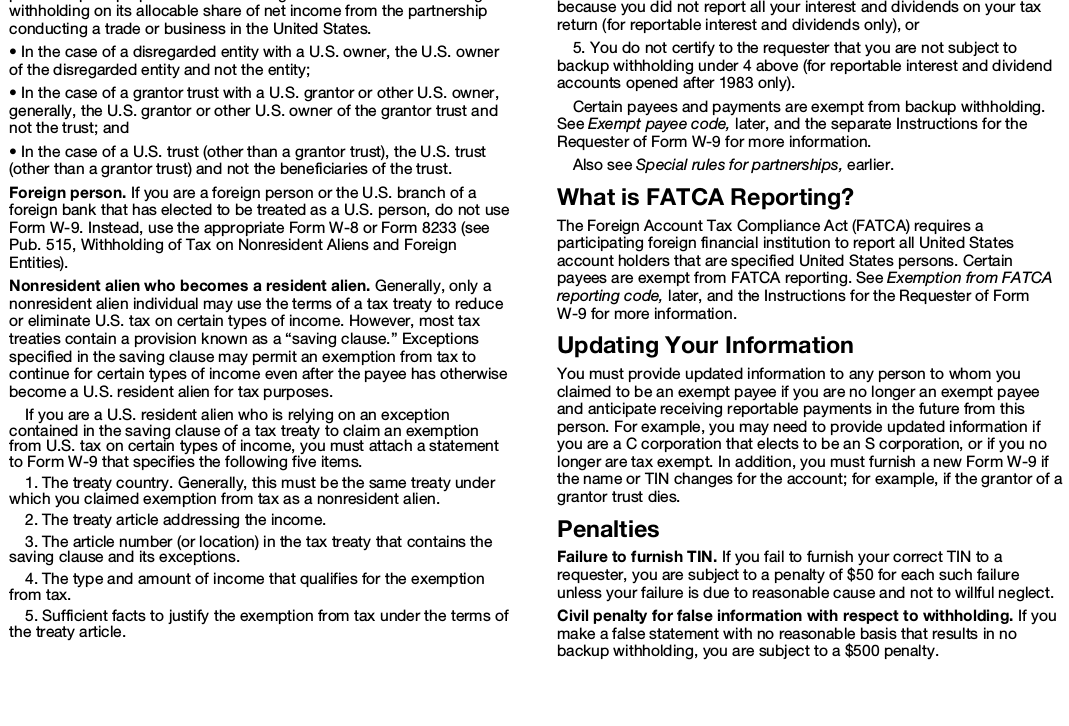 withholding on its allocable share of net income from the partnership
conducting a trade or business in the United States.
• In the case of a disregarded entity with a U.S. owner, the U.S. owner
of the disregarded entity and not the entity;
• In the case of a grantor trust with a U.S. grantor or other U.S. owner,
generally, the U.S. grantor or other U.S. owner of the grantor trust and
not the trust; and
• In the case of a U.S. trust (other than a grantor trust), the U.S. trust
(other than a grantor trust) and not the beneficiaries of the trust.
Foreign person. If you are a foreign person or the U.S. branch of a
foreign bank that has elected to be treated as a U.S. person, do not use
Form W-9. Instead, use the appropriate Form W-8 or Form 8233 (see
Pub. 515, Withholding of Tax on Nonresident Aliens and Foreign
Entities).
Nonresident alien who becomes a resident alien. Generally, only a
nonresident alien individual may use the terms of a tax treaty to reduce
or eliminate U.S. tax on certain types of income. However, most tax
treaties contain a provision known as a “saving clause.” Exceptions
specified in the saving clause may permit an exemption from tax to
continue for certain types of income even after the payee has otherwise
become a U.S. resident alien for tax purposes.
If you are a U.S. resident alien who is relying on an exception
contained in the saving clause of a tax treaty to claim an exemption
from U.S. tax on certain types of income, you must attach a statement
to Form W-9 that specifies the following five items.
1. The treaty country. Generally, this must be the same treaty under
which you claimed exemption from tax as a nonresident alien.
2. The treaty article addressing the income.
3. The article number (or location) in the tax treaty that contains the
saving clause and its exceptions.
4. The type and amount of income that qualifies for the exemption
from tax.
5. Sufficient facts to justify the exemption from tax under the terms of
the treaty article.
because you did not report all your interest and dividends on your tax
return (for reportable interest and dividends only), or
5. You do not certify to the requester that you are not subject to
backup withholding under 4 above (for reportable interest and dividend
accounts opened after 1983 only).
Certain payees and payments are exempt from backup withholding.
See Exempt payee code, later, and the separate Instructions for the
Requester of Form W-9 for more information.
Also see Special rules for partnerships, earlier.
What is FATCA Reporting?
The Foreign Account Tax Compliance Act (FATCA) requires a
participating foreign financial institution to report all United States
account holders that are specified United States persons. Certain
payees are exempt from FATCA reporting. See Exemption from FATCA
reporting code, later, and the Instructions for the Requester of Form
W-9 for more information.
Updating Your Information
You must provide updated information to any person to whom you
claimed to be an exempt payee if you are no longer an exempt payee
and anticipate receiving reportable payments in the future from this
person. For example, you may need to provide updated information if
you are a C corporation that elects to be an S corporation, or if you no
longer are tax exempt. In addition, you must furnish a new Form W-9 if
the name or TIN changes for the account; for example, if the grantor of a
grantor trust dies.
Penalties
Failure to furnish TIN. If you fail to furnish your correct TIN to a
requester, you are subject to a penalty of $50 for each such failure
unless your failure is due to reasonable cause and not to willful neglect.
Civil penalty for false information with respect to withholding. If you
make a false statement with no reasonable basis that results in no
backup withholding, you are subject to a $500 penalty.